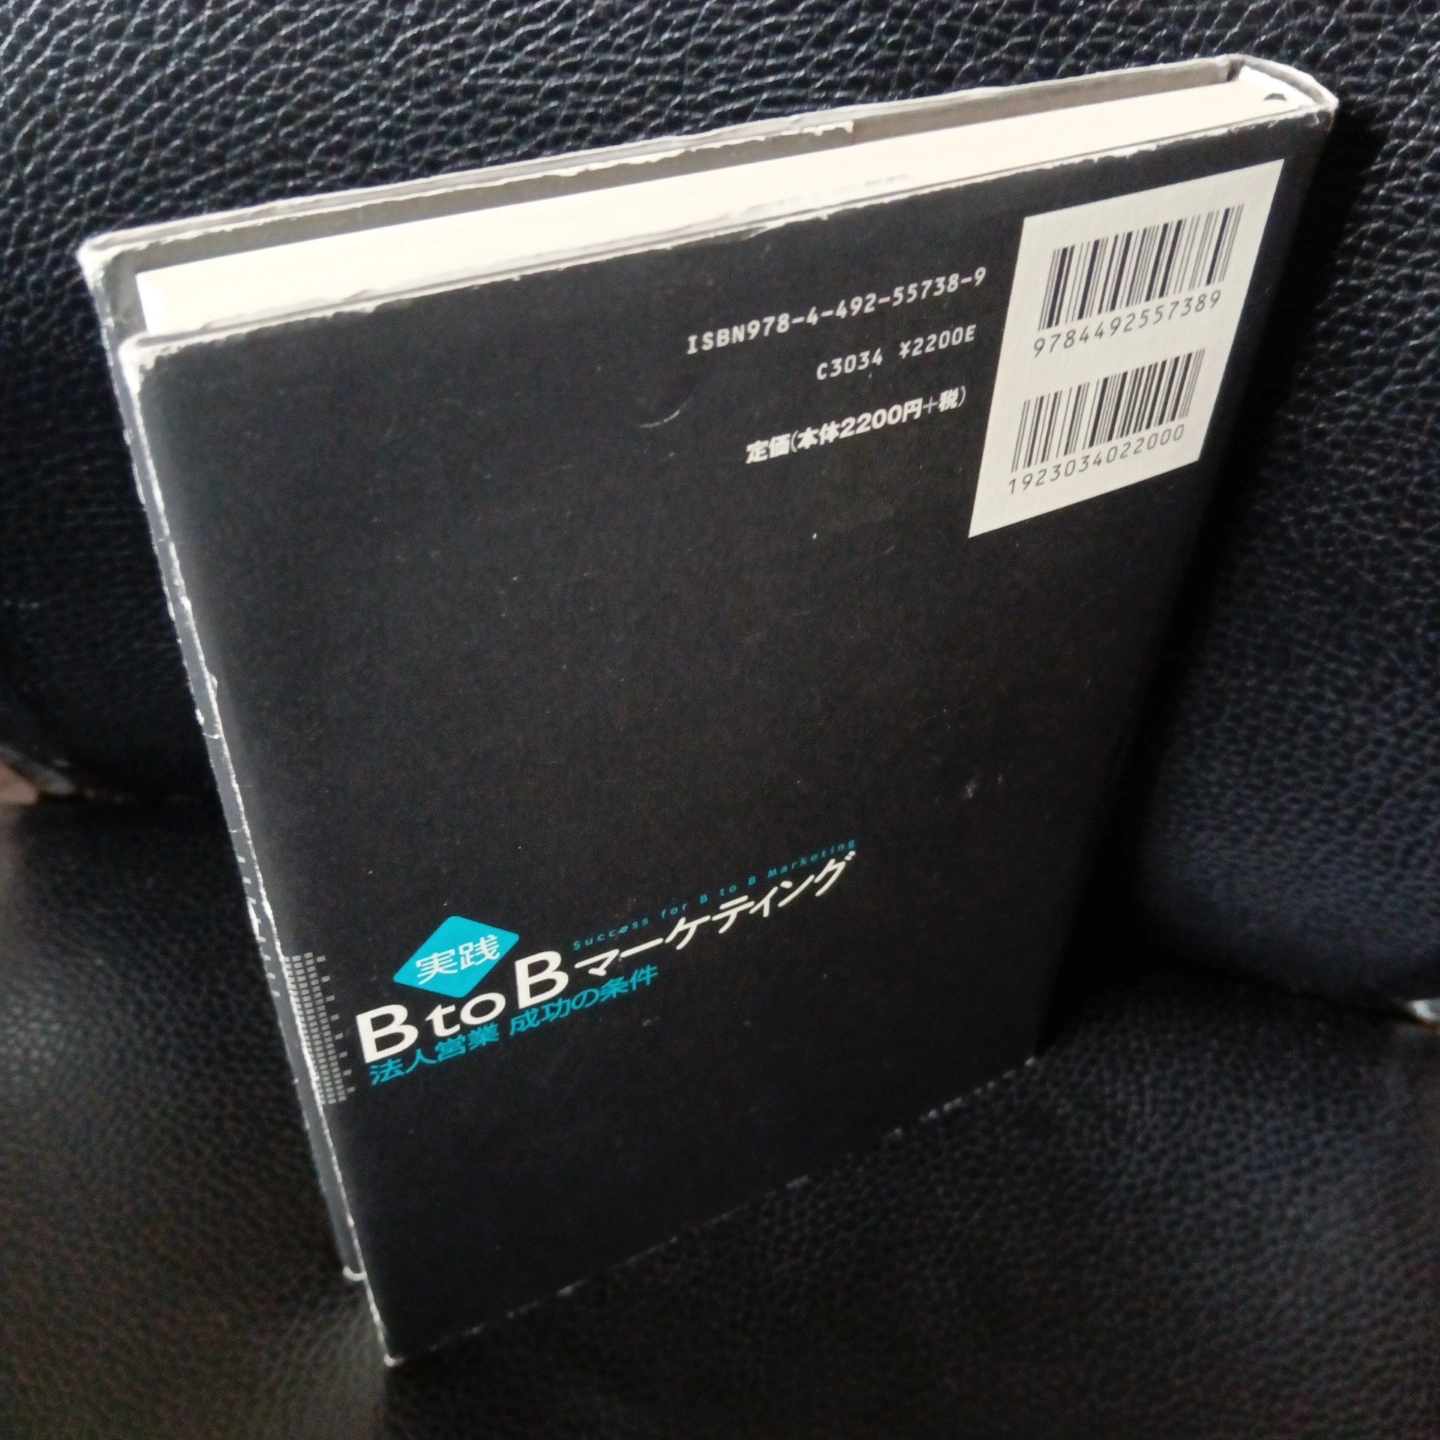 ISBN978-4-492-55738-9
C3034 ¥2200E
定価(本体2200円+税)
9784492557389
1923034022000
実践
Success for B to B Marketing
B to B マーケティング
法人営業 成功の条件